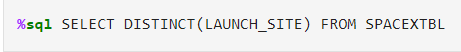 %sql SELECT DISTINCT(LAUNCH_SITE) FROM SPACEXTBL